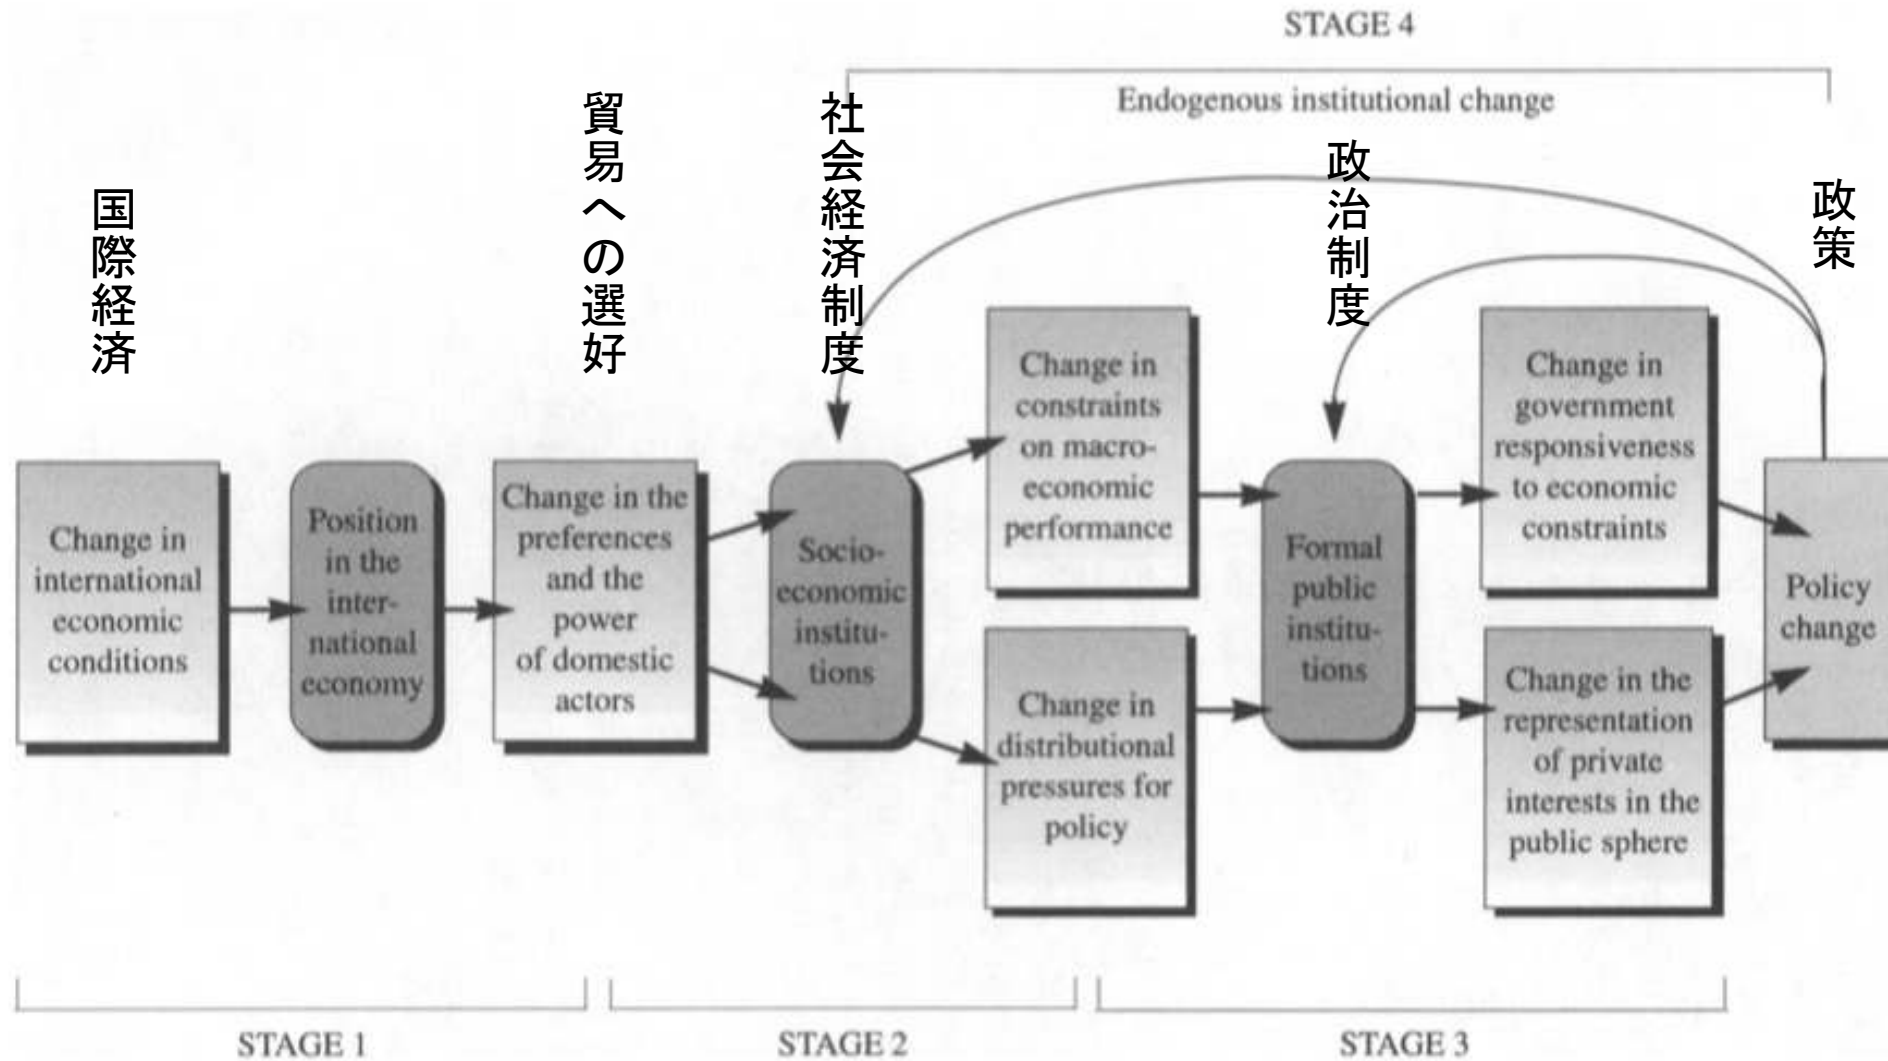 STAGE 4
Endogenous institutional change
国際経済
貿易への選好
社会経済制度
政治制度
政策
Change in
international
economic
conditions
Position
in the
inter-
national
economy
Change in the
preferences
and the
power
of domestic
actors
Socio-
economic
institu-
tions
Change in
constraints
on macro-
economic
performance
Change in
distributional
pressures for
policy
Formal
public
institu-
tions
Change in
government
responsiveness
to economic
constraints
Change in the
representation
of private
interests in the
public sphere
Policy
change
STAGE 1
STAGE 2
STAGE 3